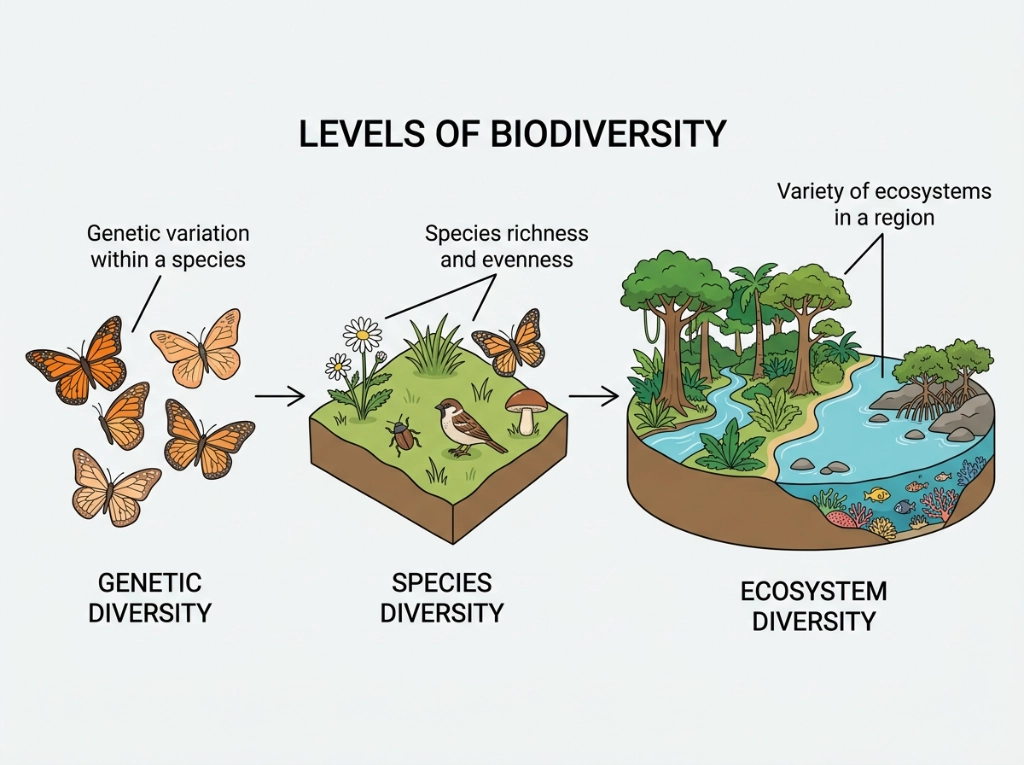 LEVELS OF BIODIVERSITY
Genetic variation
within a species
Species richness
and evenness
Variety of ecosystems
in a region
GENETIC
DIVERSITY
SPECIES
DIVERSITY
ECOSYSTEM
DIVERSITY